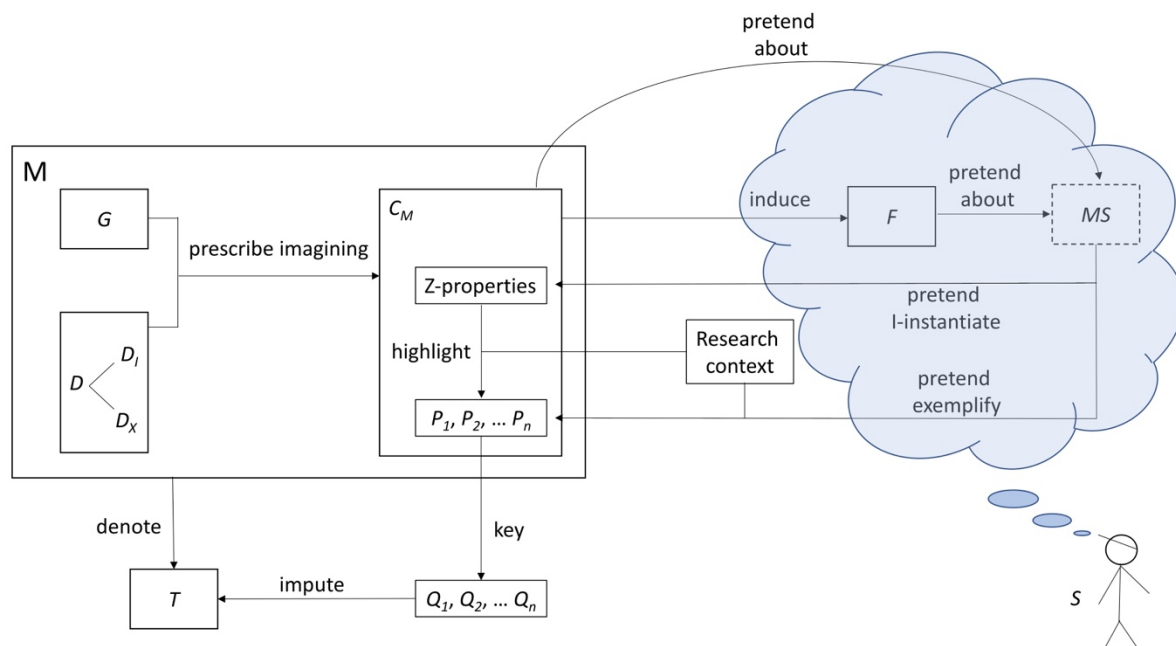 pretend
about
M
G
C_M
prescribe imagining
induce
F
pretend
about
MS
Z-properties
pretend
I-instantiate
D
D_I
D_X
highlight
Research
context
pretend
exemplify
P_1, P_2, ... P_n
denote
key
T
impute
Q_1, Q_2, ... Q_n
S